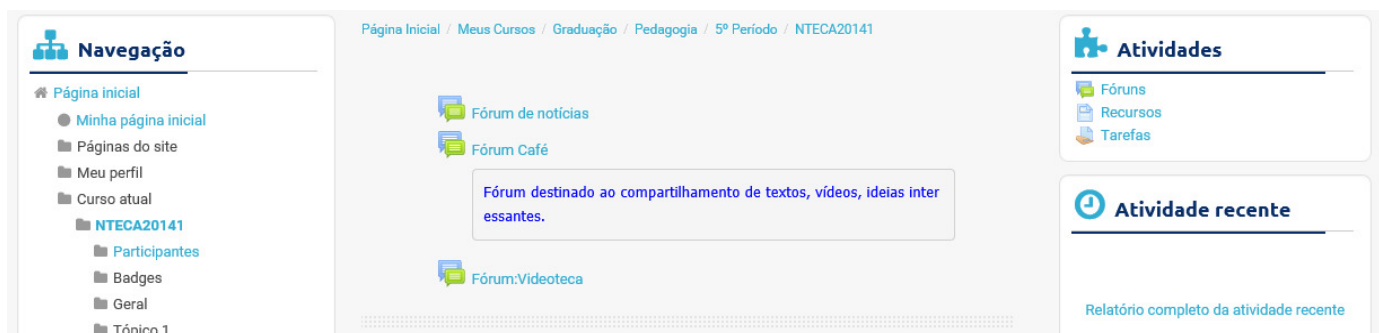 Navegação
Página inicial
Minha página inicial
Páginas do site
Meu perfil
Curso atual
NTECA20141
Participantes
Badges
Geral
Tópico 1
Página Inicial / Meus Cursos / Graduação / Pedagogia / 5º Período / NTECA20141
Fórum de notícias
Fórum Café
Fórum destinado ao compartilhamento de textos, vídeos, ideias inter
essantes.
Fórum:Videoteca
Atividades
Fóruns
Recursos
Tarefas
Atividade recente
Relatório completo da atividade recente